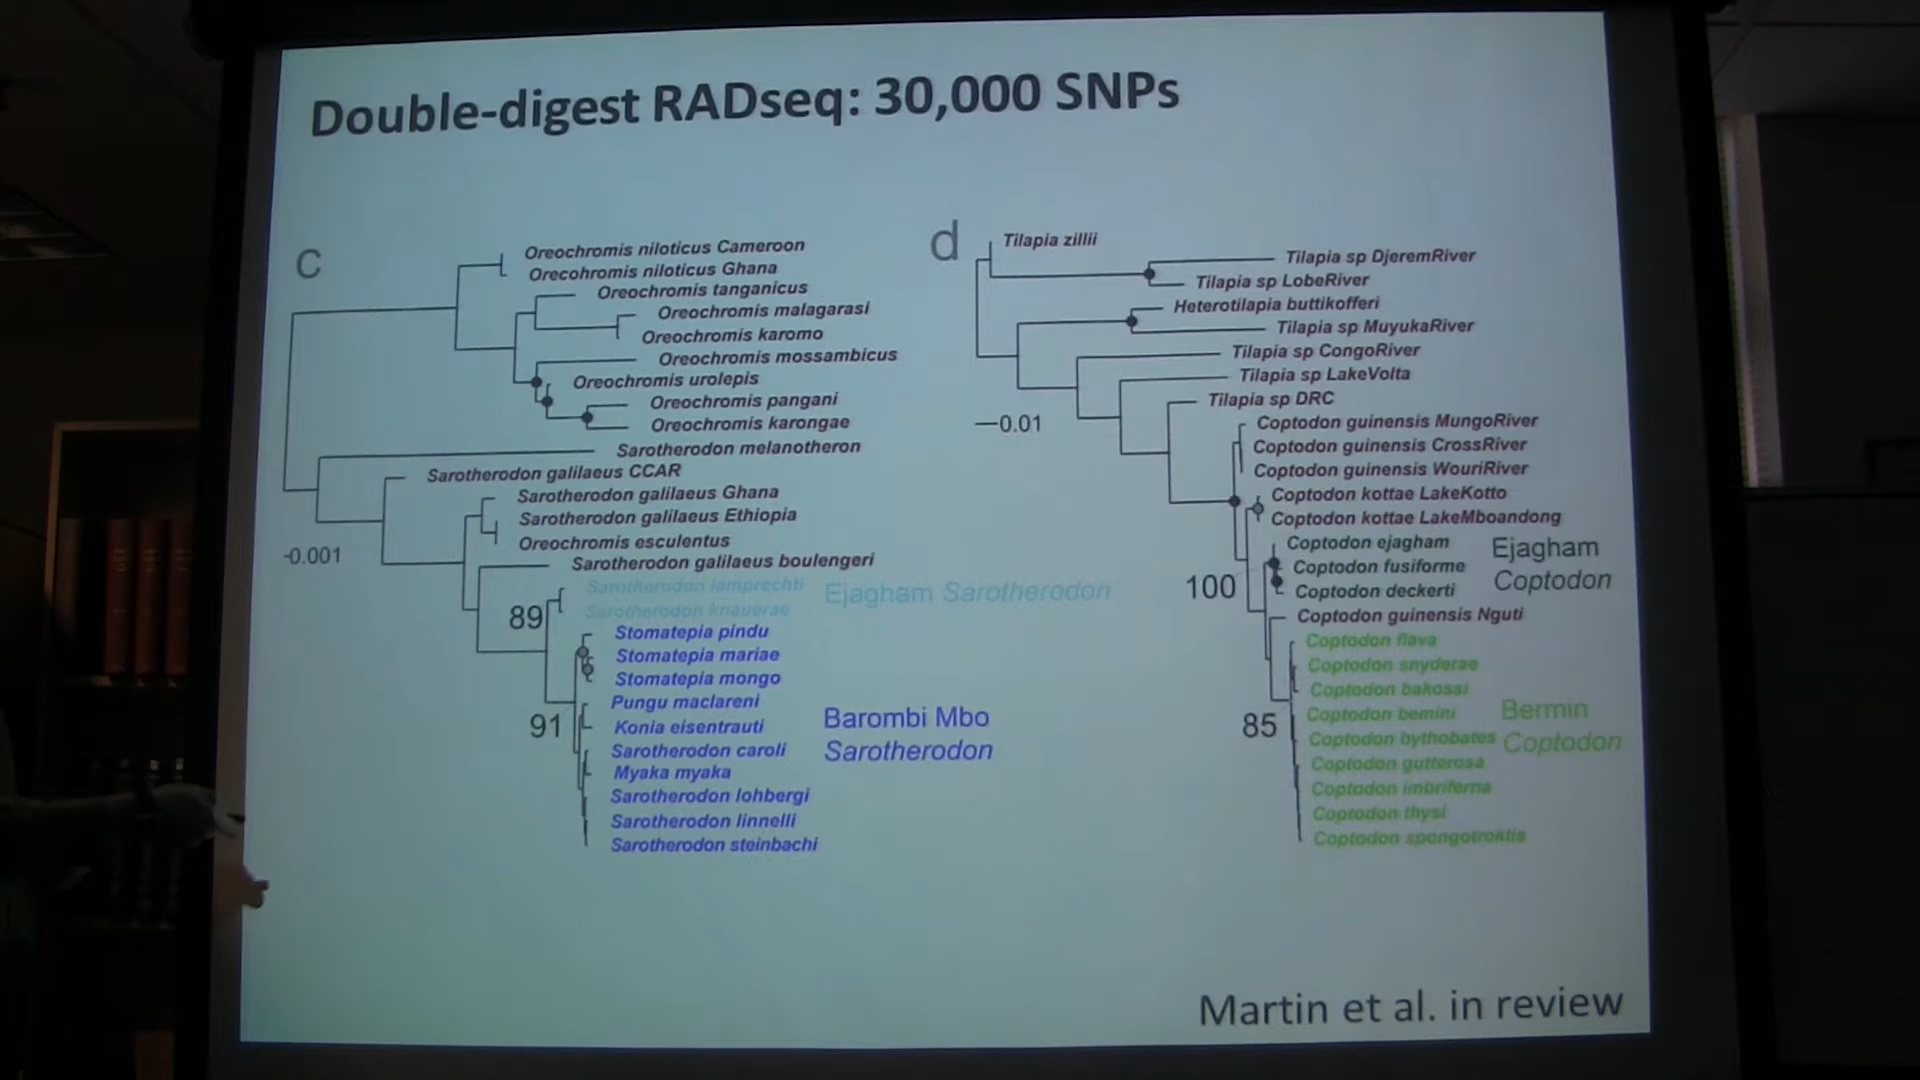 Double-digest RADseq: 30,000 SNPs
c
Oreochromis niloticus Cameroon
Orecohromis niloticus Ghana
Oreochromis tanganicus
Oreochromis malagarasi
Oreochromis karomo
Oreochromis mossambicus
Oreochromis urolepis
Oreochromis pangani
Oreochromis karongae
Sarotherodon melanotheron
Sarotherodon galilaeus CCAR
Sarotherodon galilaeus Ghana
Sarotherodon galilaeus Ethiopia
Oreochromis esculentus
-0.001
Sarotherodon galilaeus boulengeri
Sarotherodon lamprechti
Sarotherodon knauerae
Ejagham Sarotherodon
89
Stomatepia pindu
Stomatepia mariae
Stomatepia mongo
Pungu maclareni
Konia eisentrauti
91
Sarotherodon caroli
Myaka myaka
Sarotherodon lohbergi
Sarotherodon linnelli
Sarotherodon steinbachi
Barombi Mbo
Sarotherodon
d
Tilapia zillii
Tilapia sp DjeremRiver
Tilapia sp LobeRiver
Heterotilapia buttikofferi
Tilapia sp MuyukaRiver
Tilapia sp CongoRiver
Tilapia sp LakeVolta
Tilapia sp DRC
0.01
Coptodon guinensis MungoRiver
Coptodon guinensis CrossRiver
Coptodon guinensis WouriRiver
Coptodon kottae LakeKotto
Coptodon kottae LakeMboandong
Coptodon ejagham
Coptodon fusiforme
Coptodon deckerti
Ejagham
Coptodon
100
Coptodon guinensis Nguti
Coptodon flava
Coptodon snyderae
Coptodon bakossi
Coptodon bemini
Coptodon bythobates
Coptodon gutterosa
Coptodon imbriferna
Coptodon thysi
Coptodon spongotroktis
85
Bermin
Coptodon
Martin et al. in review